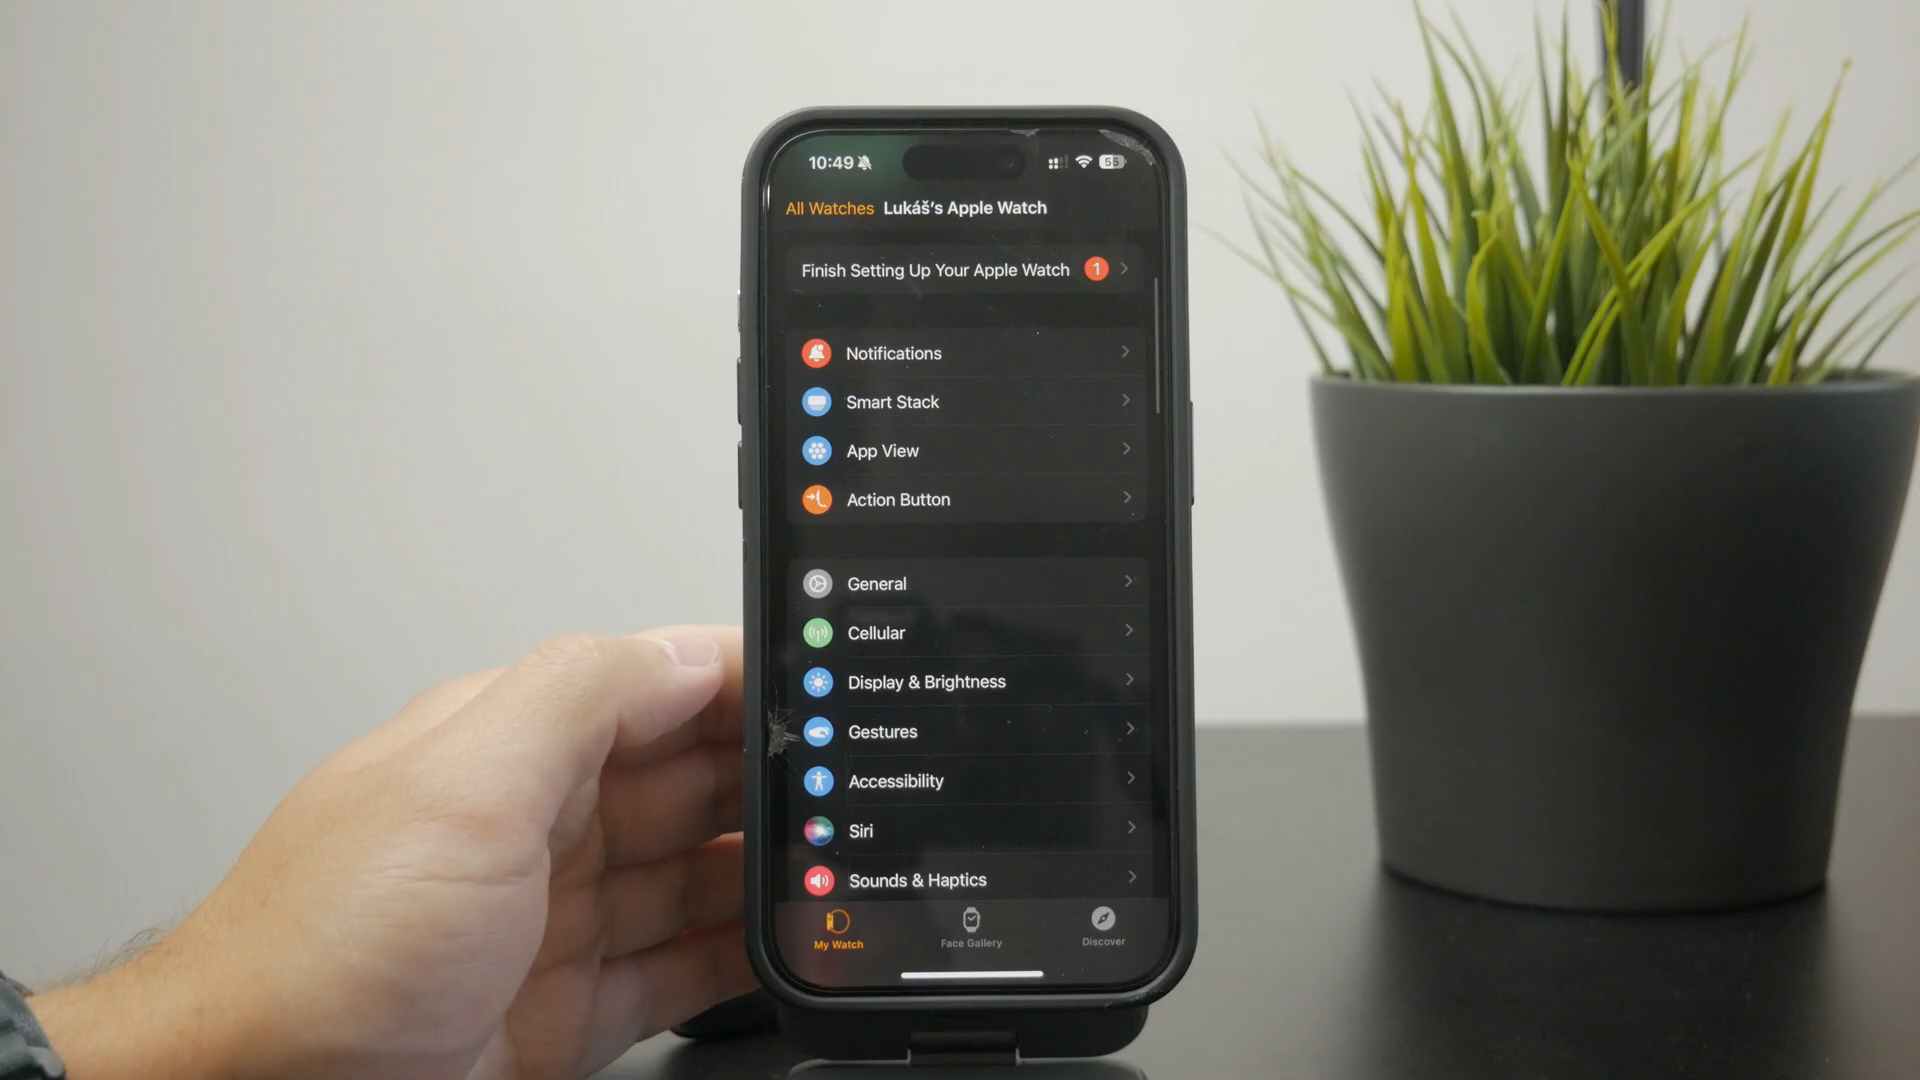 10:49
55
All Watches Lukáš's Apple Watch
Finish Setting Up Your Apple Watch 1
Notifications
Smart Stack
App View
Action Button
General
Cellular
Display & Brightness
Gestures
Accessibility
Siri
Sounds & Haptics
My Watch
Face Gallery
Discover